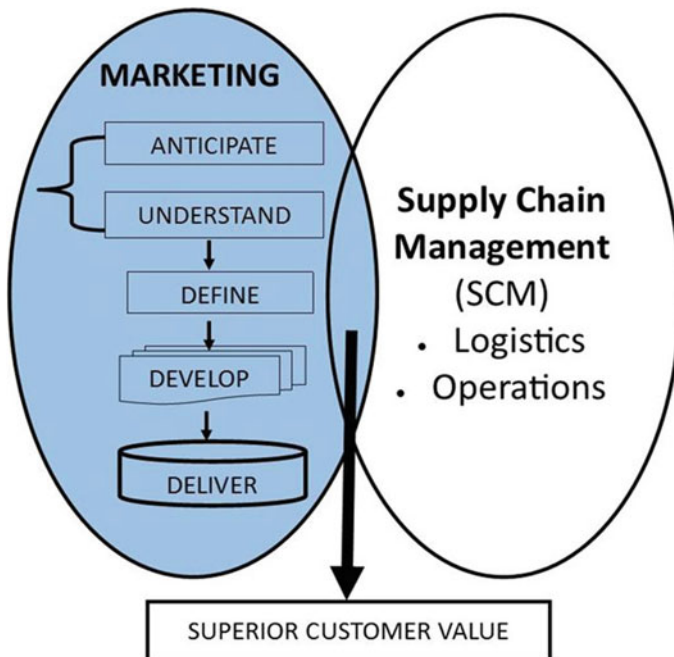 MARKETING
ANTICIPATE
UNDERSTAND
DEFINE
DEVELOP
DELIVER
Supply Chain
Management
(SCM)
• Logistics
• Operations
SUPERIOR CUSTOMER VALUE